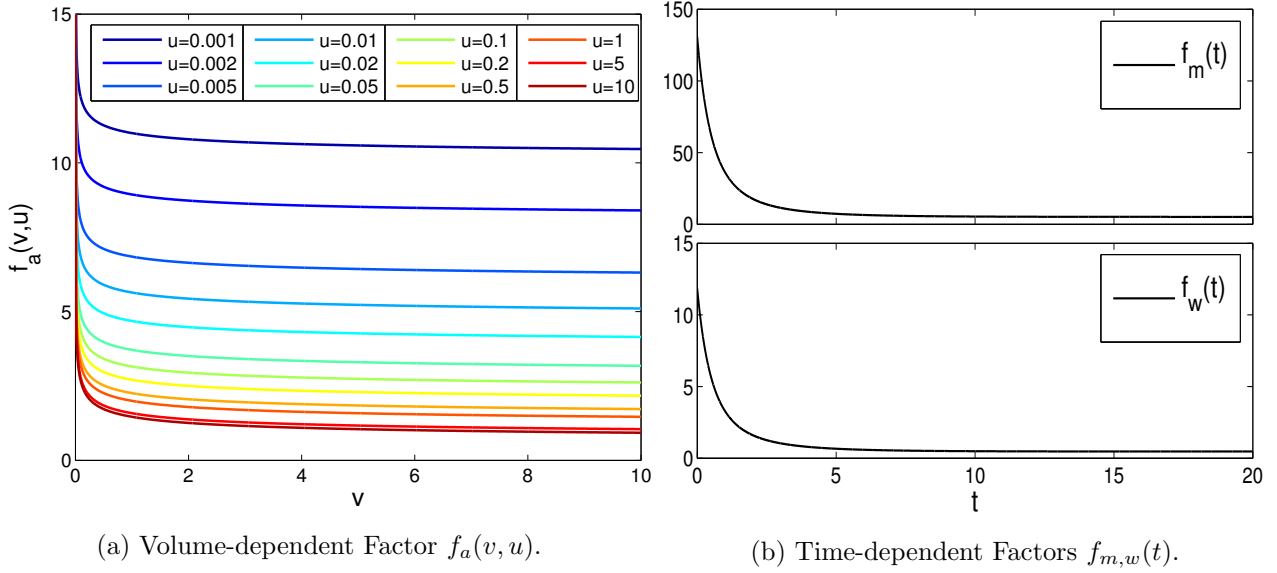 15
10
5
0
f_a(v,u)
u=0.001 u=0.01 u=0.1 u=1
u=0.002 u=0.02 u=0.2 u=5
u=0.005 u=0.05 u=0.5 u=10
0 2 4 6 8 10
v
(a) Volume-dependent Factor f_a(v, u).
150
100
50
0
f_m(t)
15
10
5
0
f_w(t)
0 5 10 15 20
t
(b) Time-dependent Factors f_{m,w}(t).